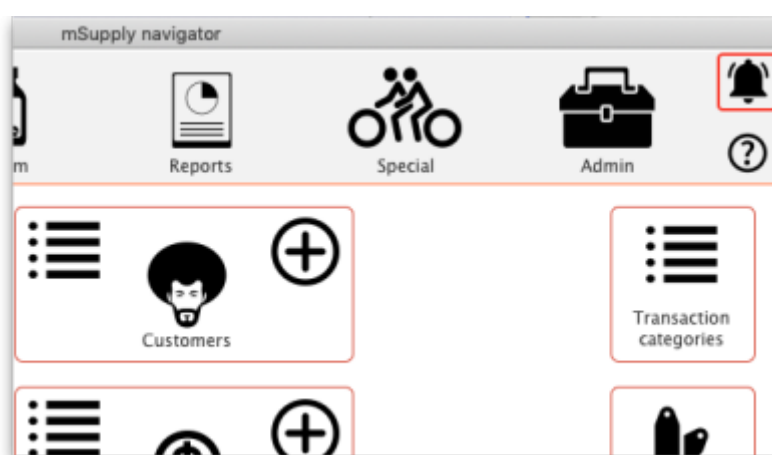 mSupply navigator
m
Reports
Special
Admin
Customers
Transaction
categories